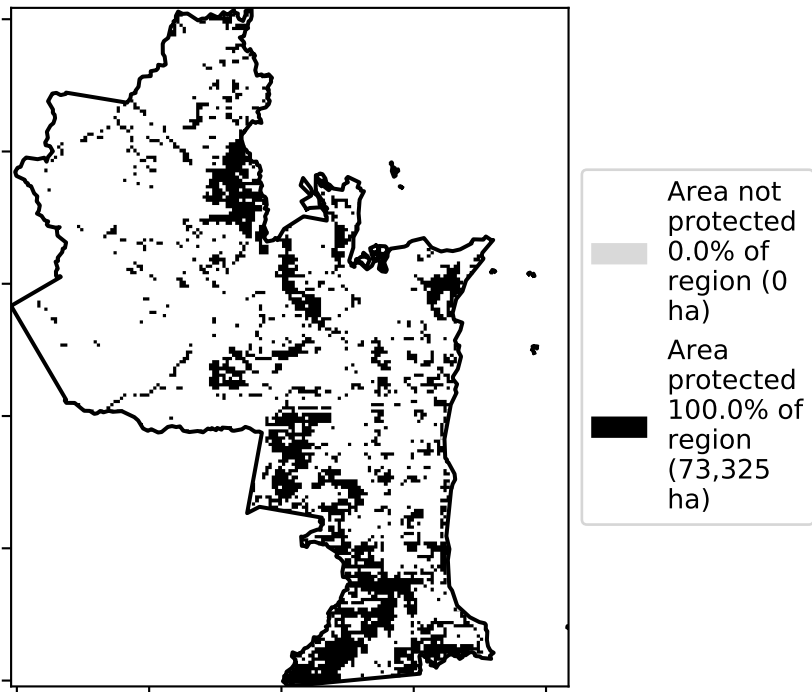 Area not
protected
0.0% of
region (0
ha)
Area
protected
100.0% of
region
(73,325
ha)